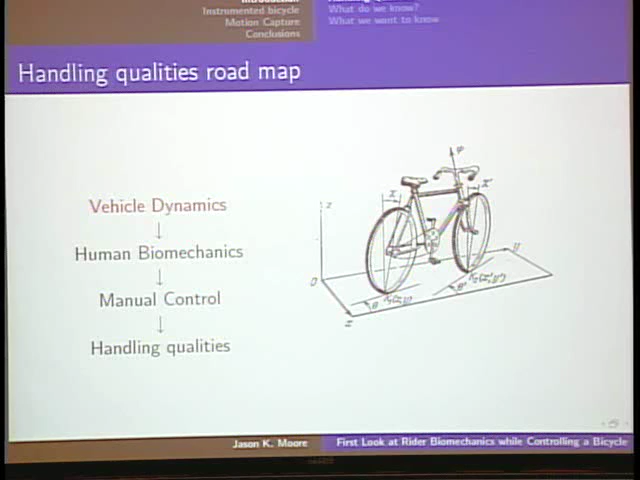 Introduction
Instrumented bicycle
Motion Capture
Conclusions
What do we know?
What we want to know
Handling qualities road map
Vehicle Dynamics
↓
Human Biomechanics
↓
Manual Control
↓
Handling qualities
z
O
x
y
Jason K. Moore
First Look at Rider Biomechanics while Controlling a Bicycle